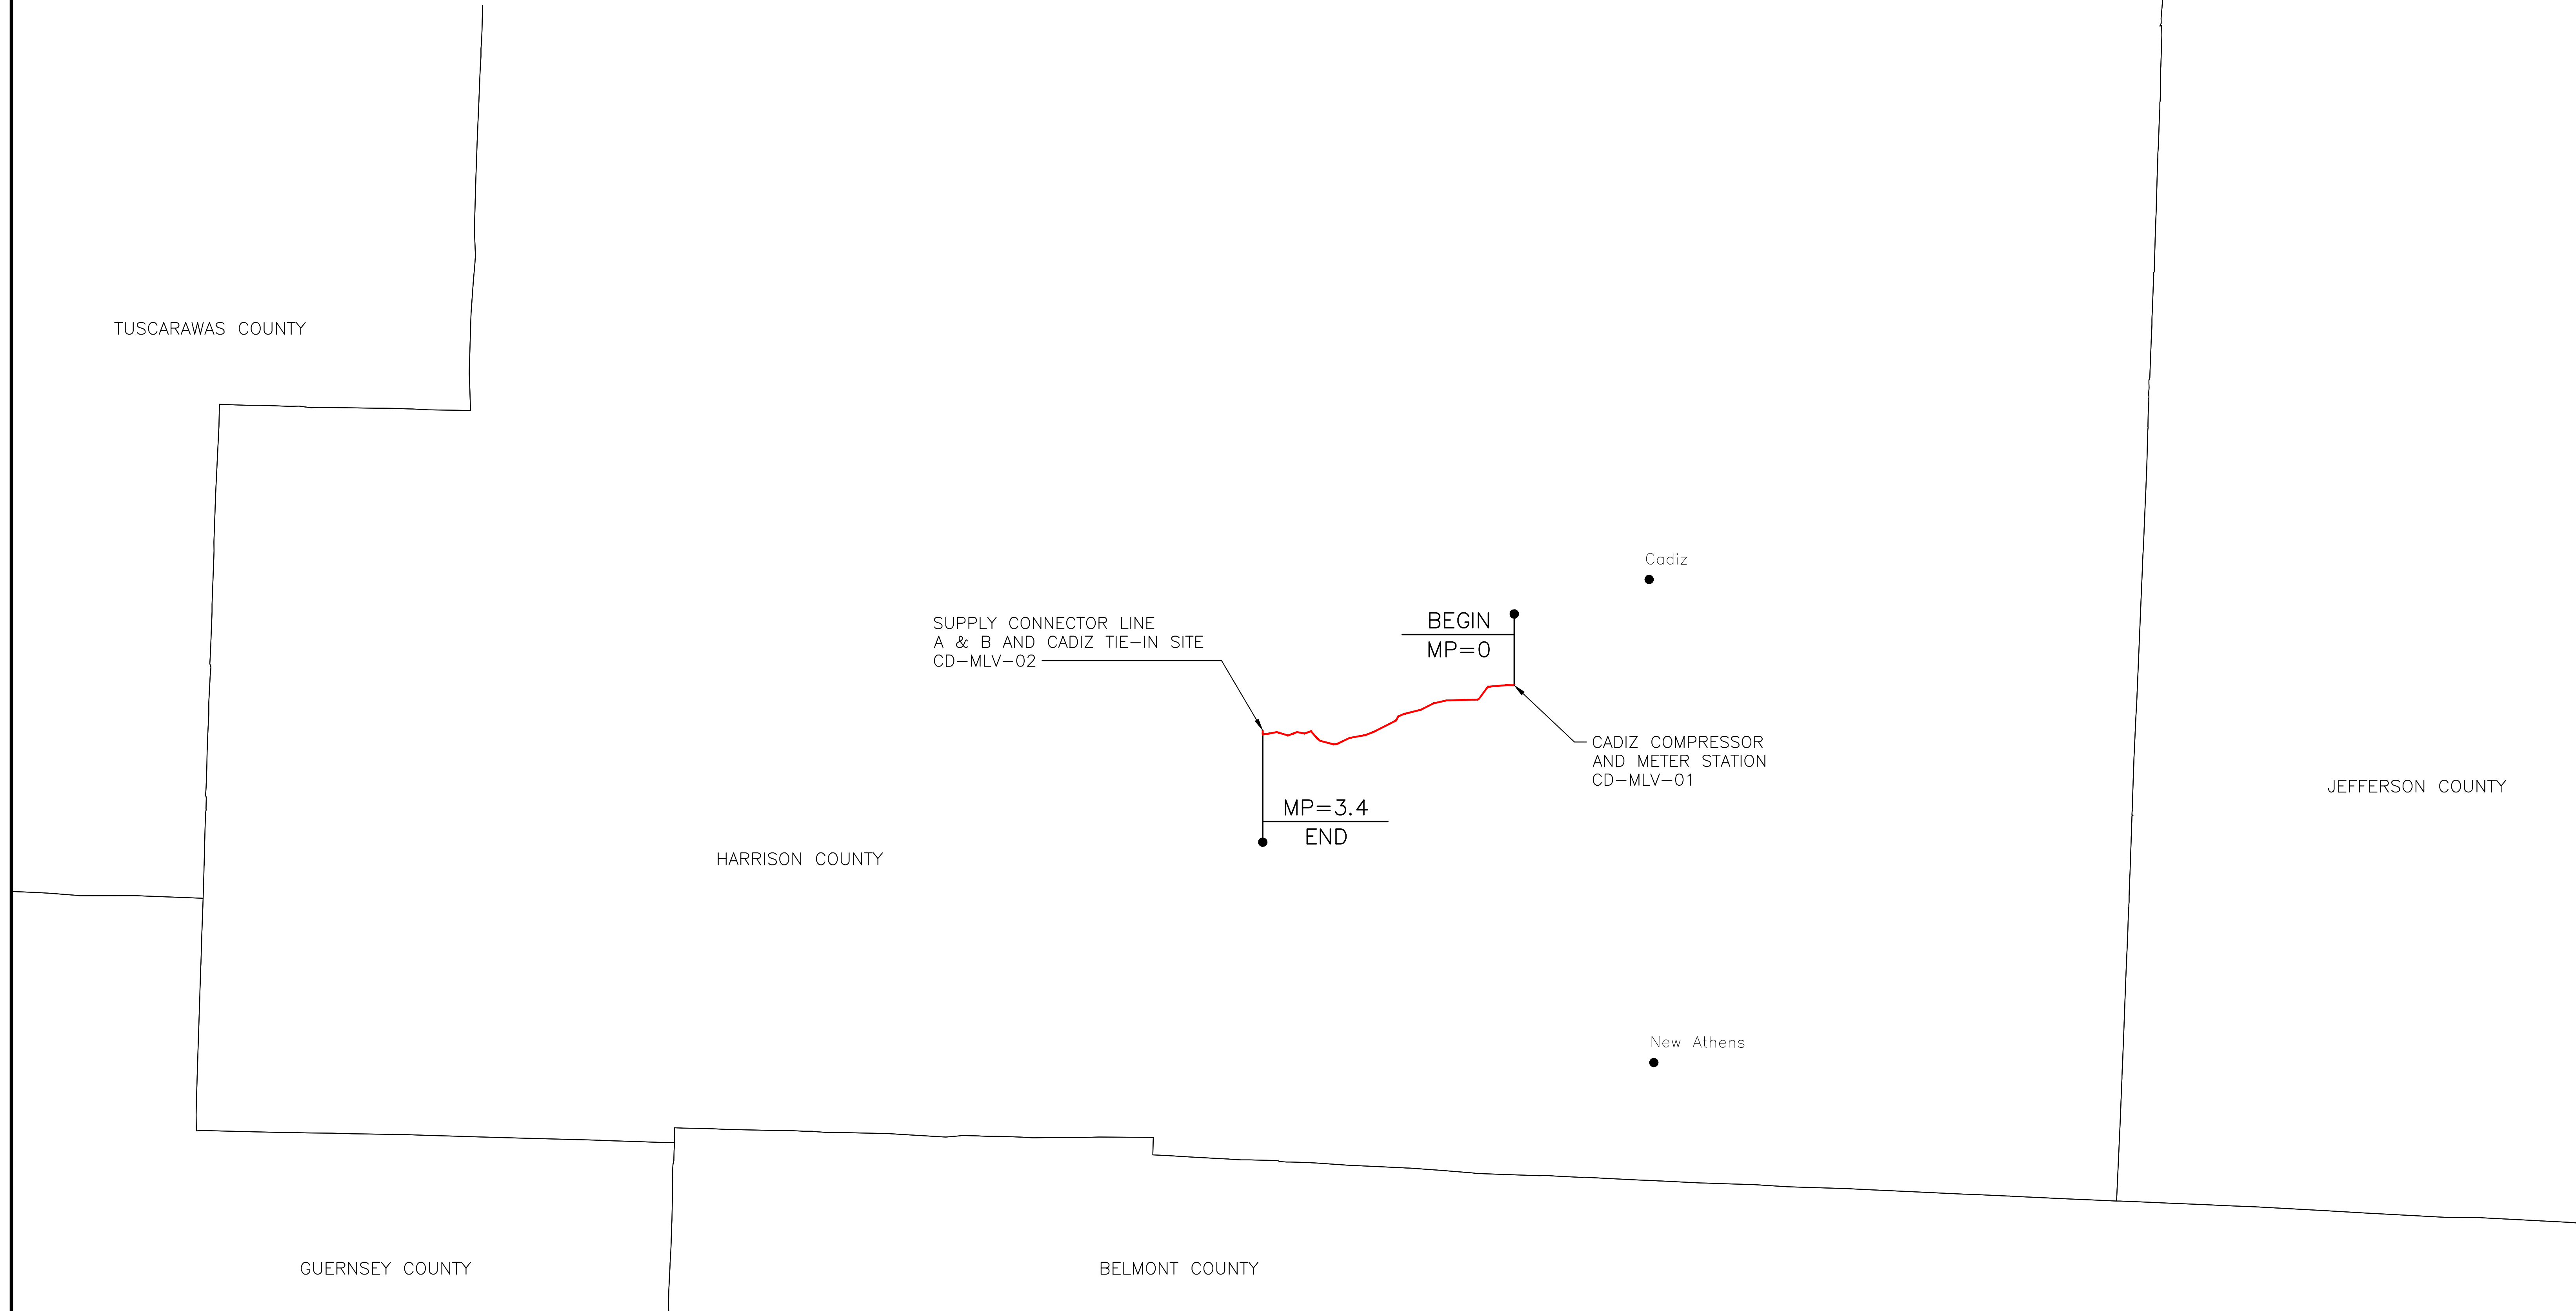 TUSCARAWAS COUNTY
Cadiz
SUPPLY CONNECTOR LINE
A & B AND CADIZ TIE-IN SITE
CD-MLV-02
BEGIN
MP=0
CADIZ COMPRESSOR
AND METER STATION
CD-MLV-01
JEFFERSON COUNTY
MP=3.4
END
HARRISON COUNTY
New Athens
GUERNSEY COUNTY
BELMONT COUNTY